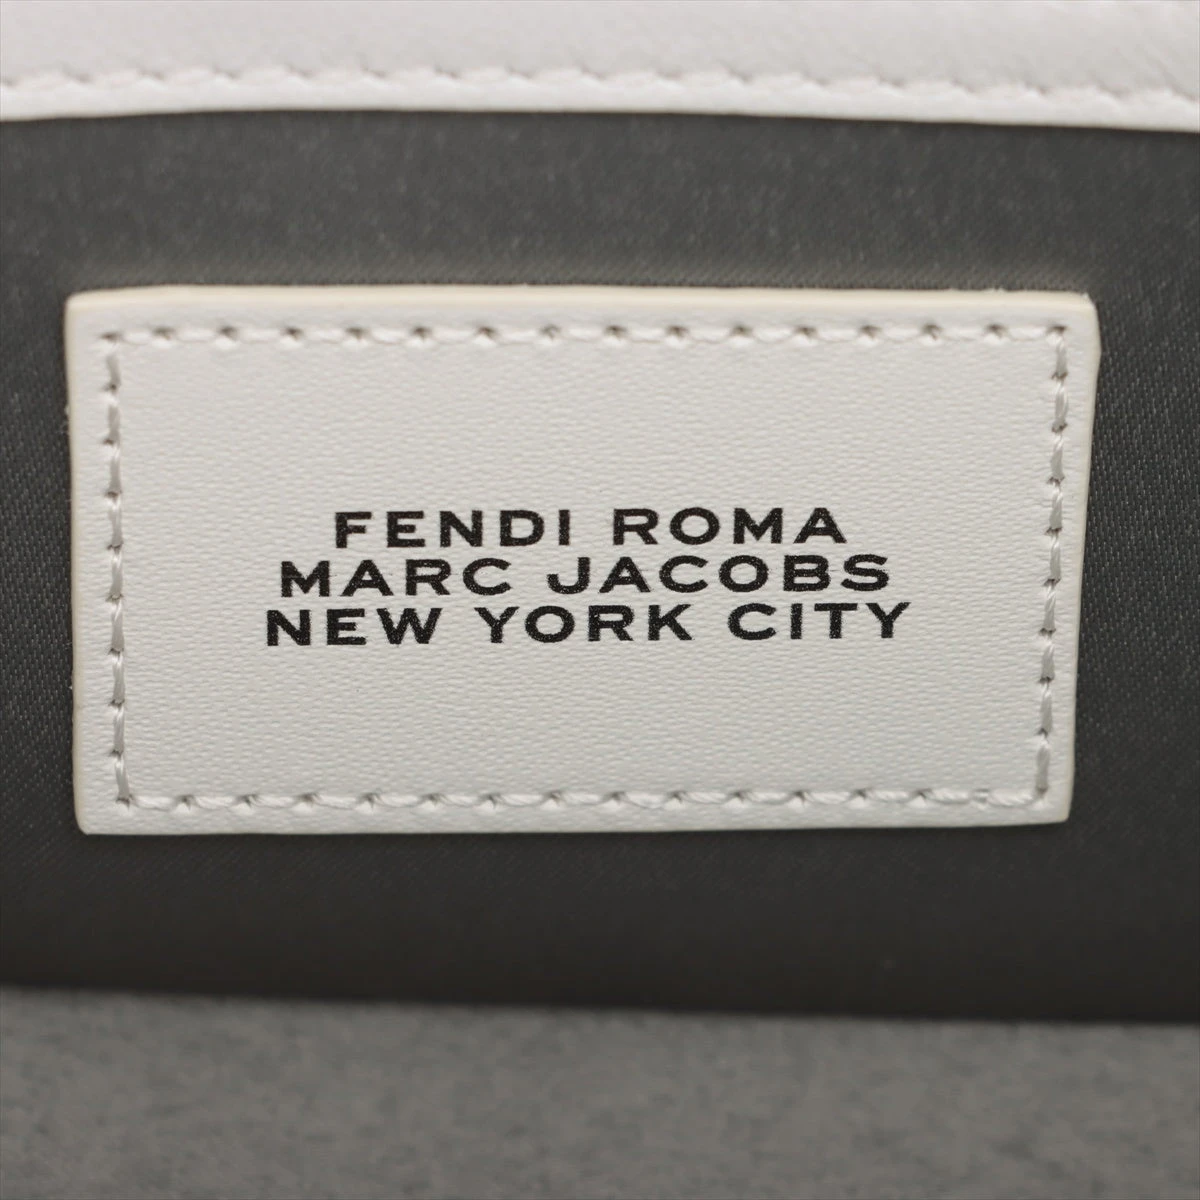 FENDI ROMA
MARC JACOBS
NEW YORK CITY